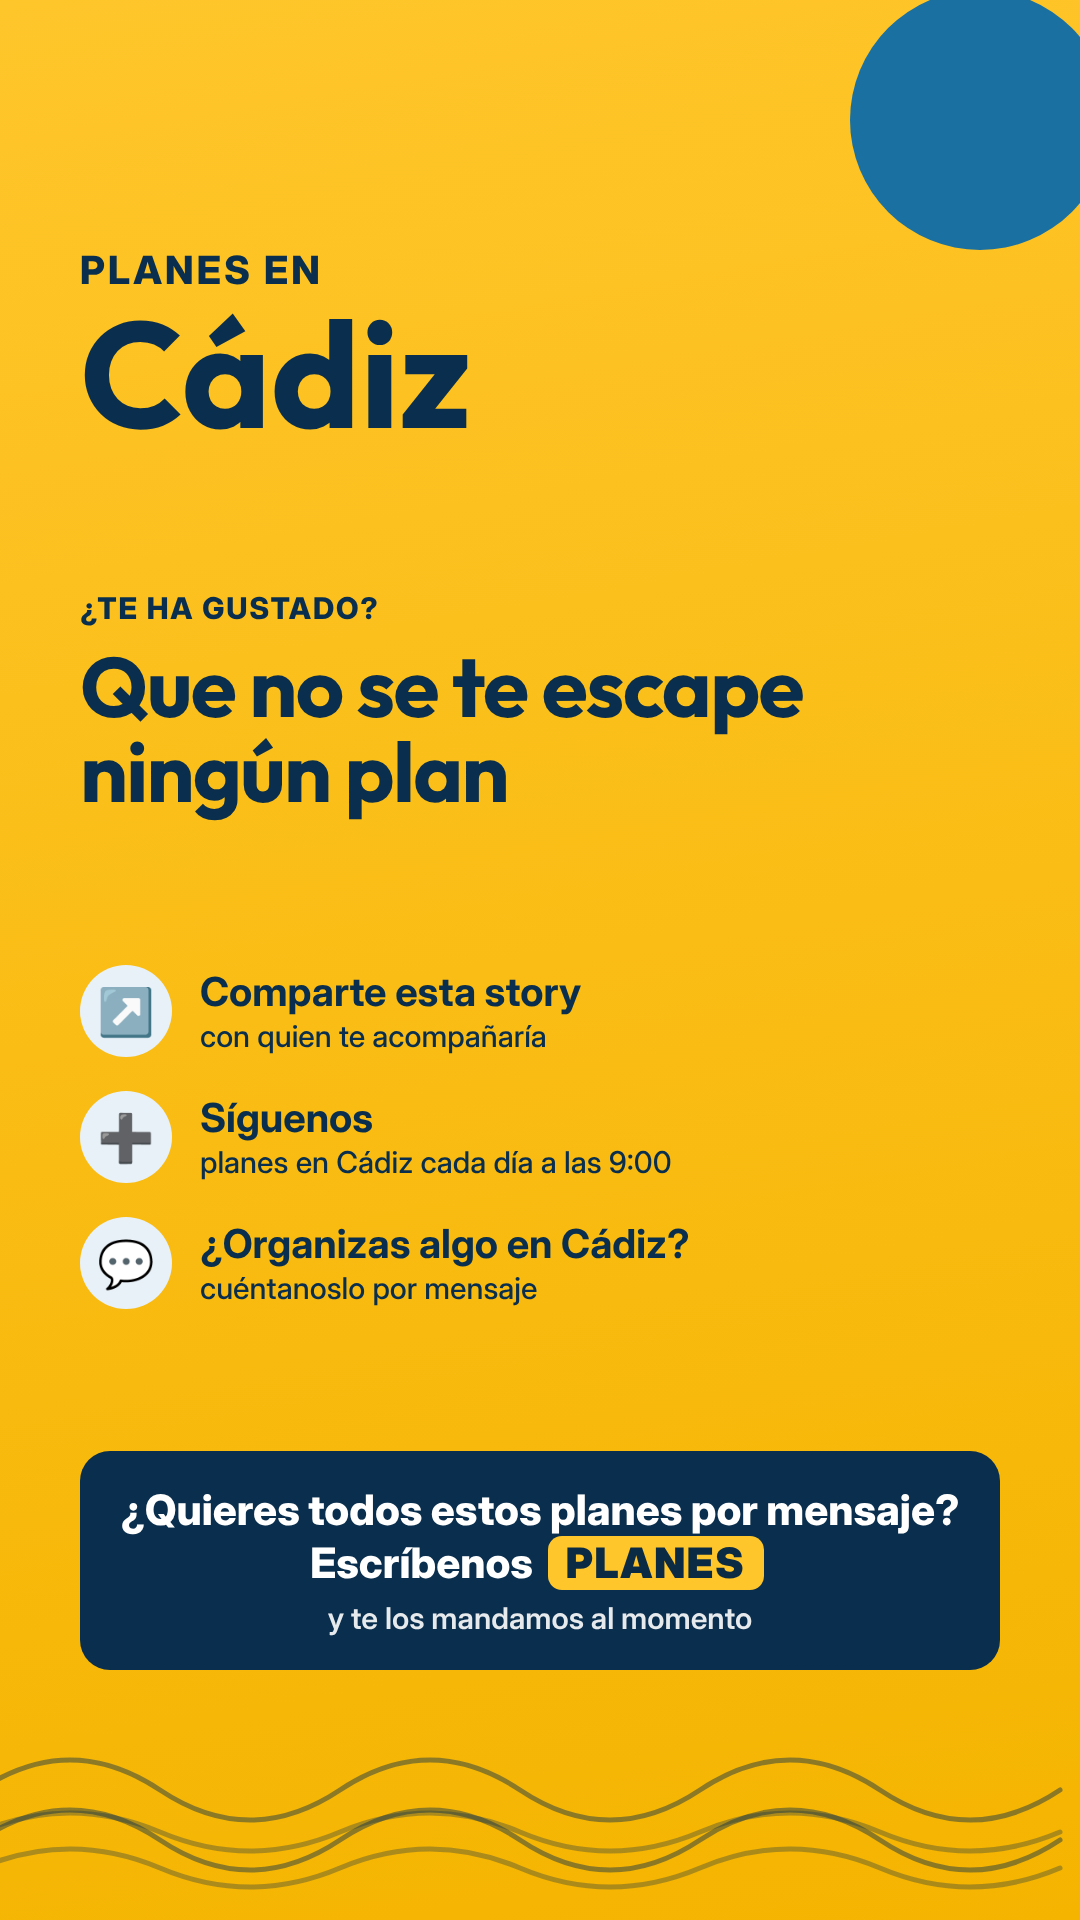 PLANES EN
Cádiz
¿TE HA GUSTADO?
Que no se te escape
ningún plan
Comparte esta story
con quien te acompañaría
Síguenos
planes en Cádiz cada día a las 9:00
¿Organizas algo en Cádiz?
cuéntanoslo por mensaje
¿Quieres todos estos planes por mensaje?
Escríbenos PLANES
y te los mandamos al momento